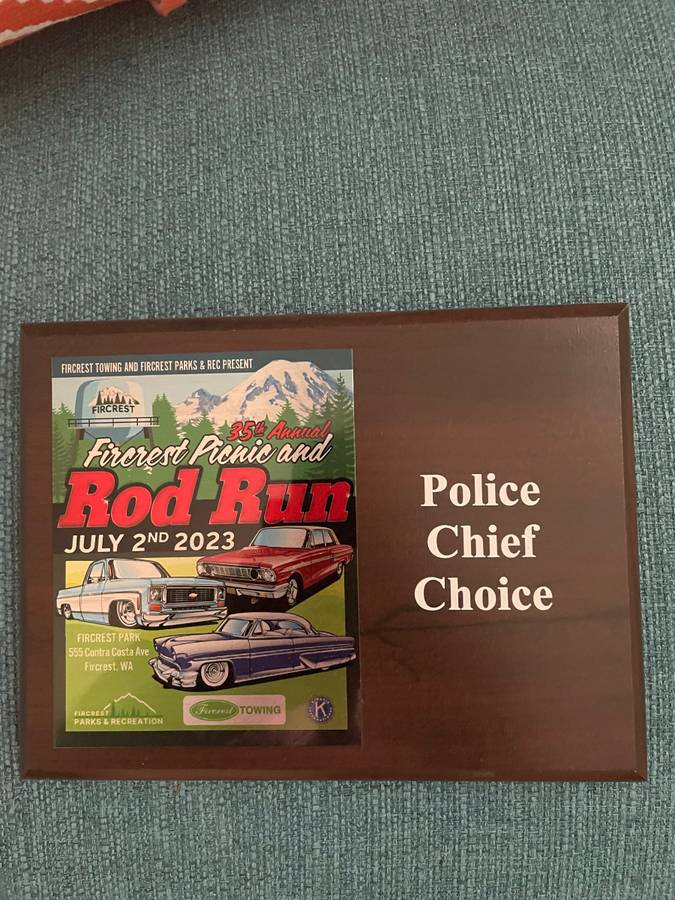 FIRCREST TOWING AND FIRCREST PARKS & REC PRESENT
FIRCREST
35th Annual
Fircrest Picnic and
Rod Run
JULY 2ND 2023
FIRCREST PARK
555 Contra Costa Ave
Fircrest, WA
FIRCREST
PARKS & RECREATION
Fircrest TOWING
K
Police
Chief
Choice